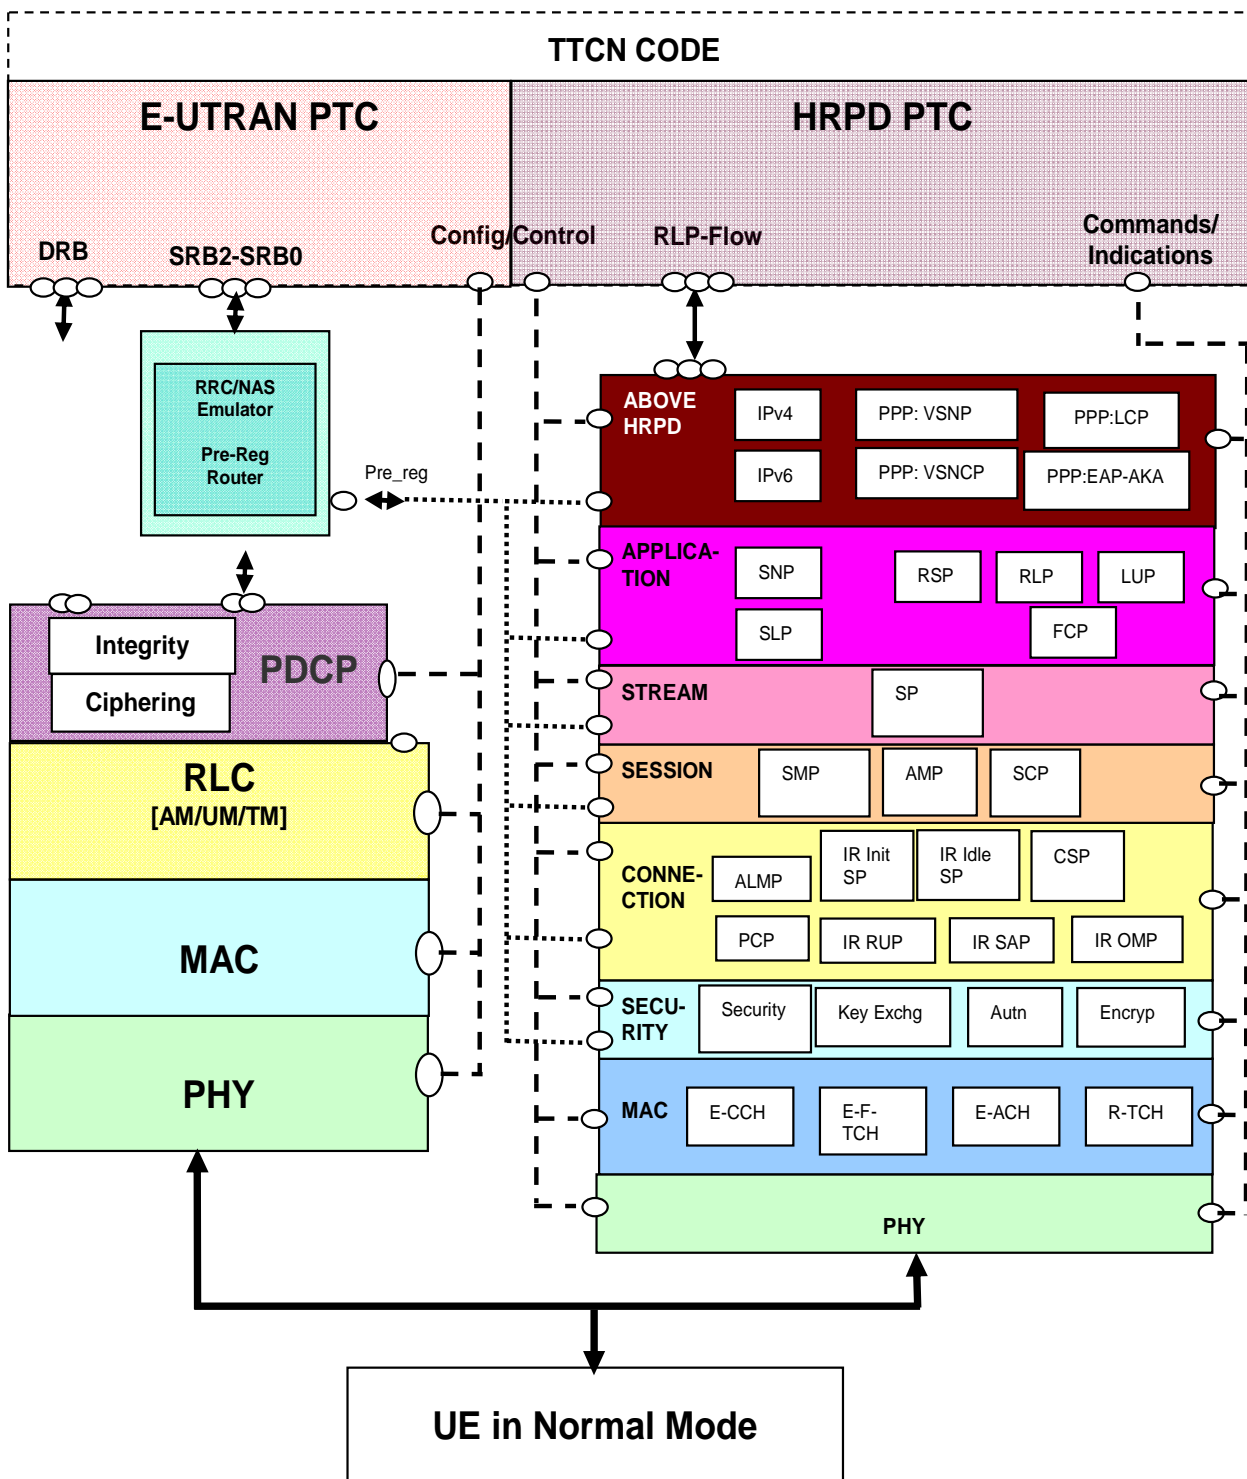 TTCN CODE
E-UTRAN PTC
HRPD PTC
DRB
SRB2-SRB0
Config/Control
RLP-Flow
Commands/
Indications
RRC/NAS
Emulator
Pre-Reg
Router
Pre_reg
ABOVE
HRPD
IPv4
PPP: VSNP
PPP:LCP
IPv6
PPP: VSNCP
PPP:EAP-AKA
APPLICA-
TION
SNP
RSP
RLP
LUP
SLP
FCP
Integrity
Ciphering
PDCP
STREAM
SP
SESSION
SMP
AMP
SCP
RLC
[AM/UM/TM]
CONNE-
CTION
ALMP
IR Init
SP
IR Idle
SP
CSP
PCP
IR RUP
IR SAP
IR OMP
MAC
SECU-
RITY
Security
Key Exchg
Autn
Encryp
PHY
MAC
E-CCH
E-F-
TCH
E-ACH
R-TCH
PHY
UE in Normal Mode